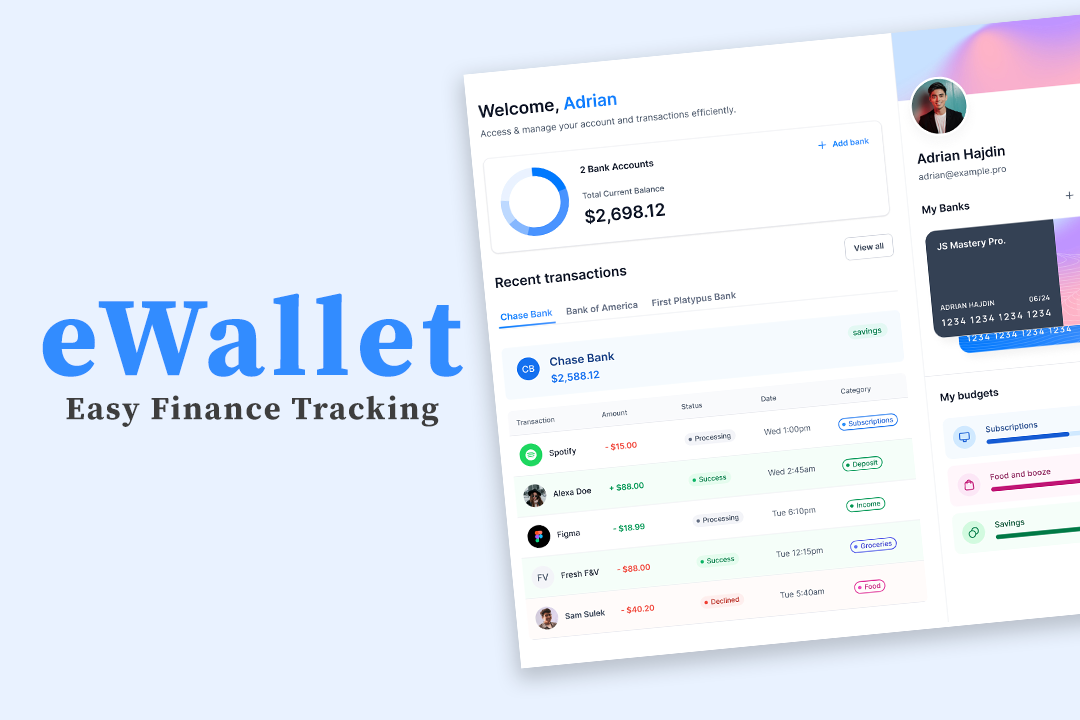 eWallet
Easy Finance Tracking
Welcome, Adrian
Access & manage your account and transactions efficiently.
2 Bank Accounts
+ Add bank
Total Current Balance
$2,698.12
Recent transactions
View all
Chase Bank Bank of America First Platypus Bank
CB Chase Bank savings
$2,588.12
Transaction Amount Status Date Category
Spotify - $15.00 Processing Wed 1:00pm Subscriptions
Alexa Doe + $88.00 Success Wed 2:45am Deposit
Figma - $18.99 Processing Tue 6:10pm Income
FV Fresh F&V - $88.00 Success Tue 12:15pm Groceries
Sam Sulek - $40.20 Declined Tue 5:40am Food
Adrian Hajdin
adrian@example.pro
My Banks +
JS Mastery Pro.
ADRIAN HAJDIN 06/24
1234 1234 1234 1234
1234 1234 1234 1234
My budgets
Subscriptions
Food and booze
Savings